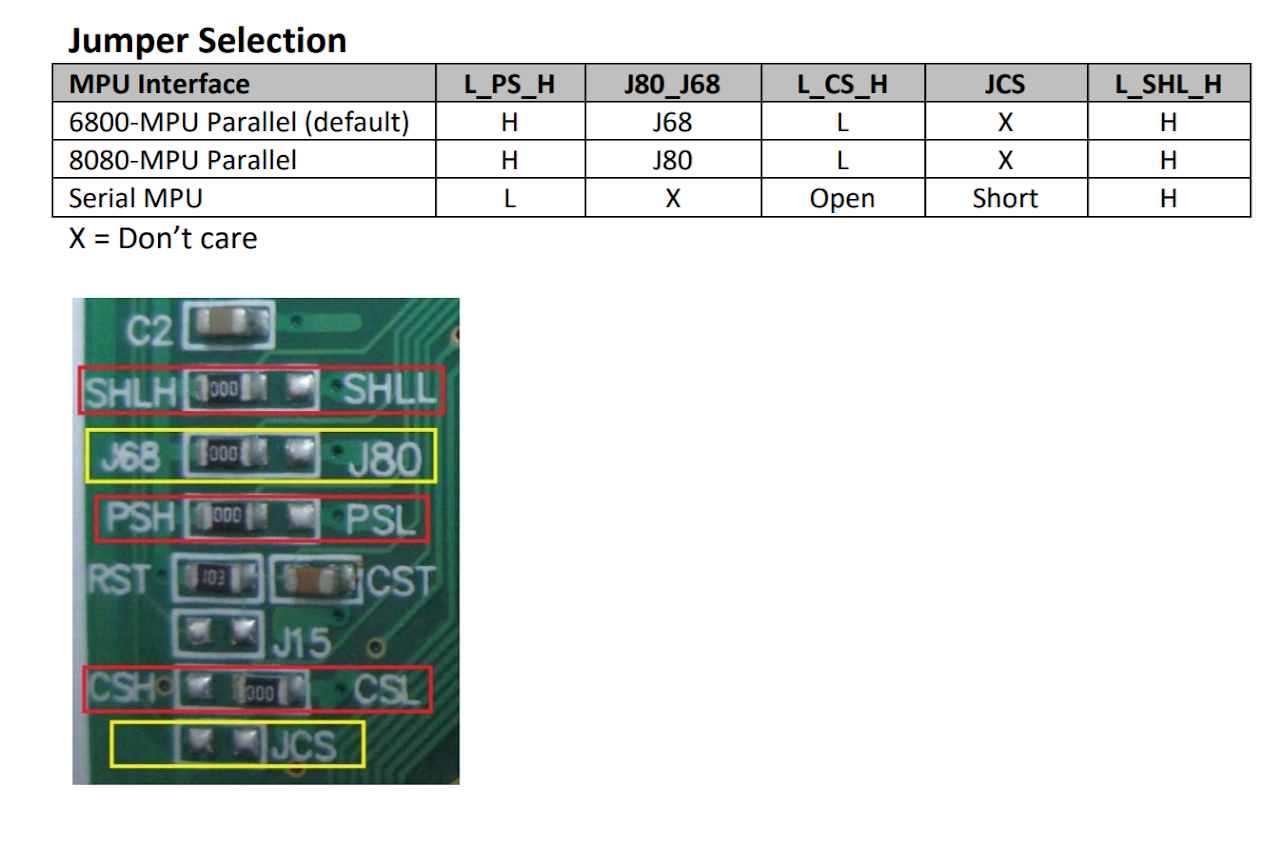 Jumper Selection
MPU Interface L_PS_H J80_J68 L_CS_H JCS L_SHL_H
6800-MPU Parallel (default) H J68 L X H
8080-MPU Parallel H J80 L X H
Serial MPU L X Open Short H
X = Don’t care
C2
SHLH 000 SHLL
J68 000 J80
PSH 000 PSL
RST 103 CST
J15
CSH 000 CSL
JCS